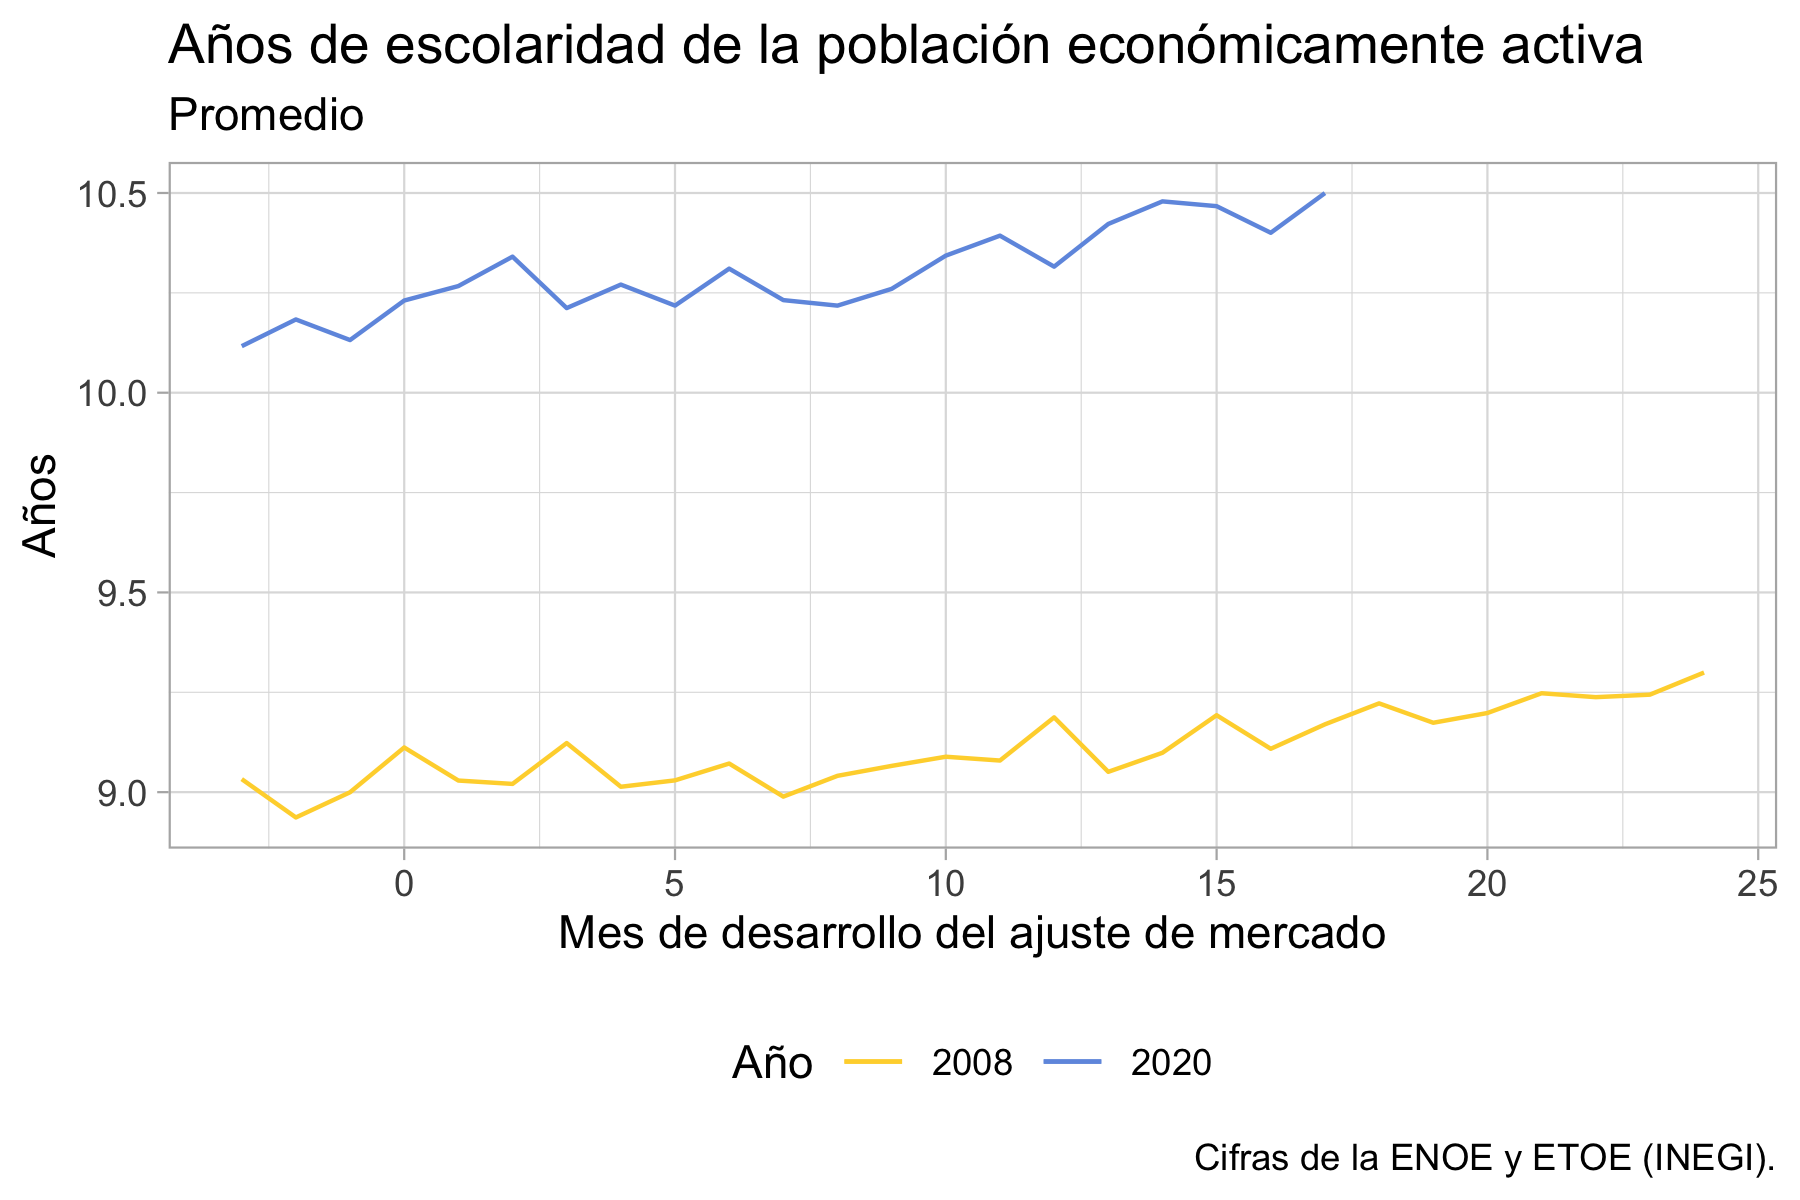 Años de escolaridad de la población económicamente activa
Promedio
10.5
10.0
9.5
9.0
Años
0 5 10 15 20 25
Mes de desarrollo del ajuste de mercado
Año 2008 2020
Cifras de la ENOE y ETOE (INEGI).